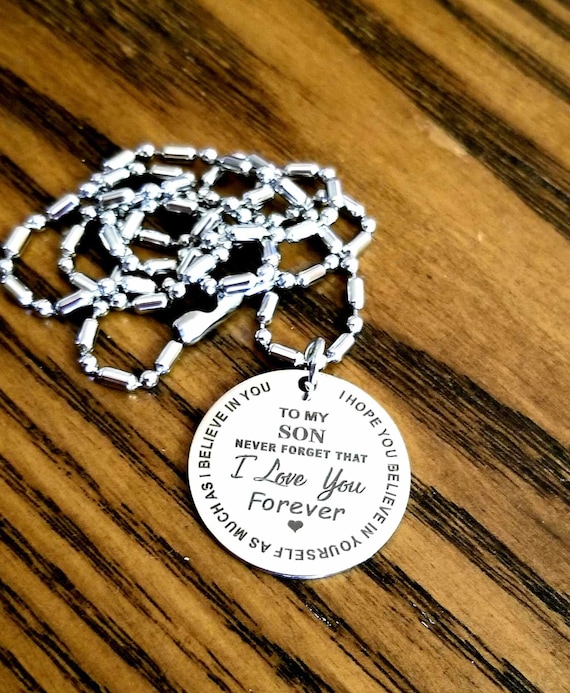 I HOPE YOU BELIEVE IN YOURSELF AS MUCH AS I BELIEVE IN YOU
TO MY
SON
NEVER FORGET THAT
I Love You
Forever